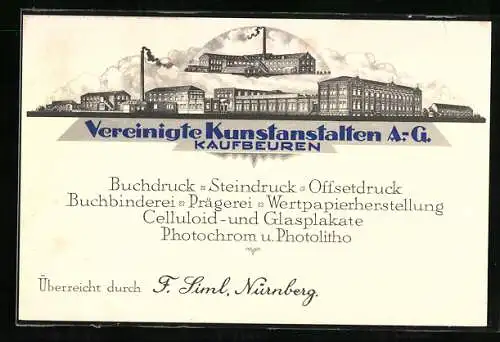 Vereinigte Kunstanstalten A.-G.
KAUFBEUREN
Buchdruck ¤ Steindruck ¤ Offsetdruck
Buchbinderei ¤ Prägerei ¤ Wertpapierherstellung
Celluloid- und Glasplakate
Photochrom u. Photolitho
Überreicht durch F. Siml, Nürnberg.